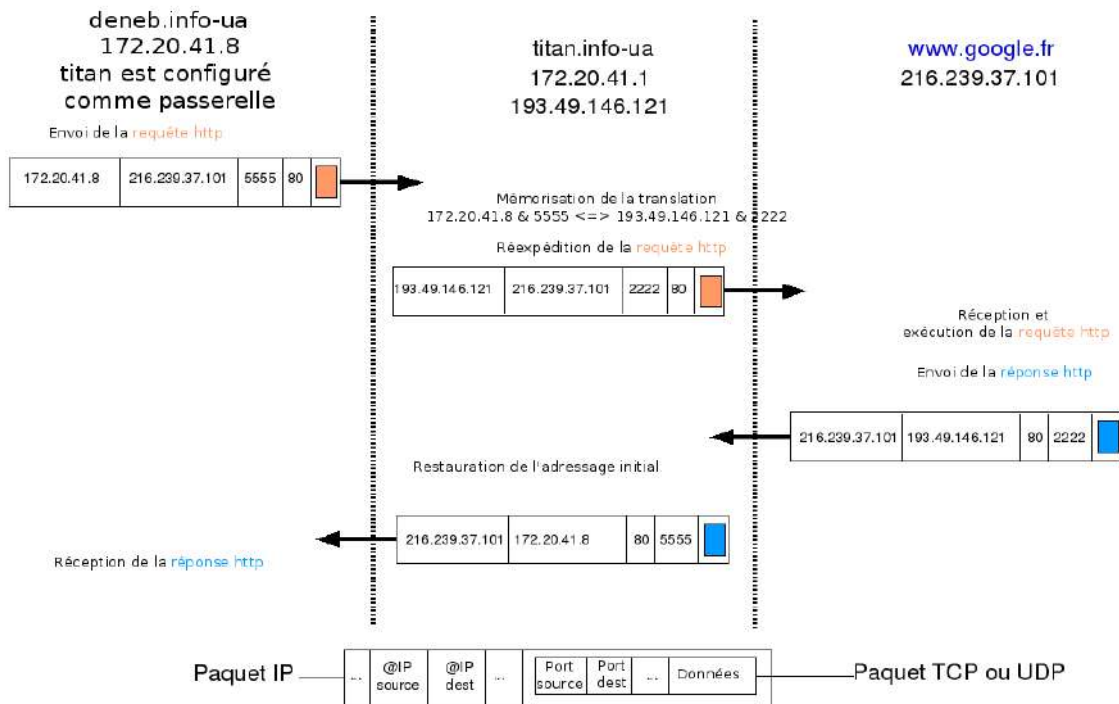 deneb.info-ua
172.20.41.8
titan est configuré
comme passerelle
titan.info-ua
172.20.41.1
193.49.146.121
www.google.fr
216.239.37.101
Envoi de la requête http
172.20.41.8 216.239.37.101 5555 80
Mémorisation de la translation
172.20.41.8 & 5555 <=> 193.49.146.121 & 2222
Réexpédition de la requête http
193.49.146.121 216.239.37.101 2222 80
Réception et
exécution de la requête http
Envoi de la réponse http
216.239.37.101 193.49.146.121 80 2222
Restauration de l'adressage initial
216.239.37.101 172.20.41.8 80 5555
Réception de la réponse http
Paquet IP
...
@IP
source
@IP
dest
...
Port
source
Port
dest
...
Données
Paquet TCP ou UDP